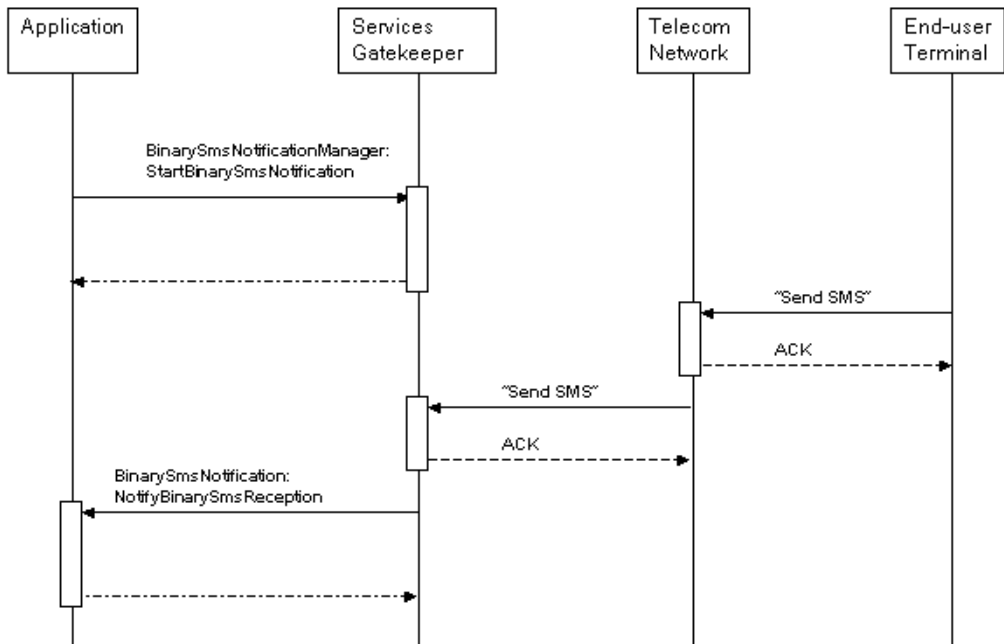 Application
Services
Gatekeeper
Telecom
Network
End-user
Terminal
BinarySmsNotificationManager:
StartBinarySmsNotification
"Send SMS"
ACK
"Send SMS"
ACK
BinarySmsNotification:
NotifyBinarySmsReception